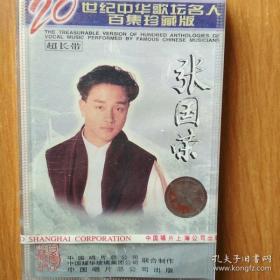 20世纪中华歌坛名人
百集珍藏版
THE TREASURABLE VERSION OF HUNDRED ANTHOLOGIES OF
VOCAL MUSIC PERFORMED BY FAMOUS CHINESE MUSICIANS
超长带
张国荣
SHANGHAI CORPORATION
中国唱片上海公司出
中国唱片总公司
联合制作
中国唱片总公司出版
孔夫子旧书网